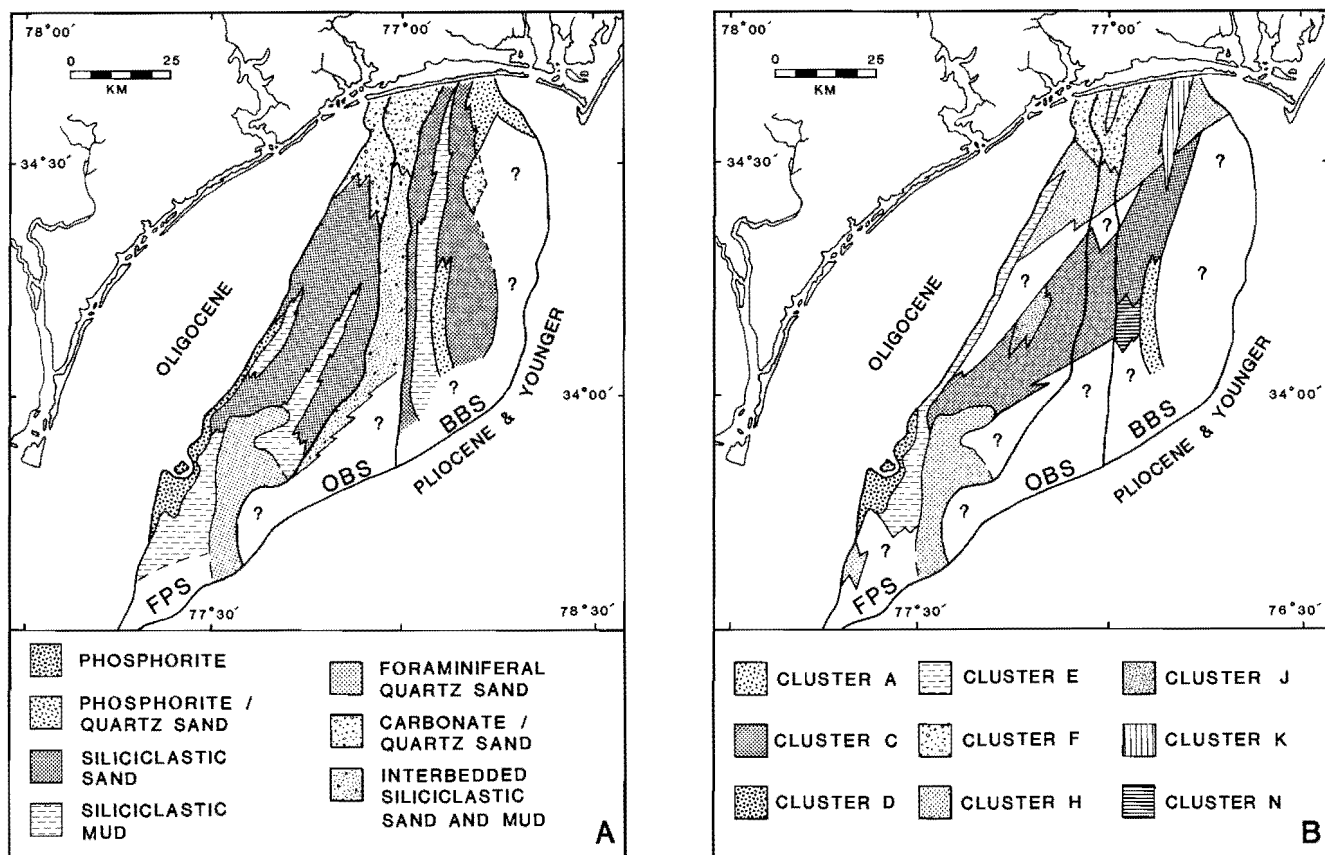 78°00´
77°00´
0 25
KM
34°30´
?
?
OLIGOCENE
34°00´
?
?
BBS
PLIOCENE & YOUNGER
OBS
?
FPS
77°30´
78°30´
PHOSPHORITE
PHOSPHORITE /
QUARTZ SAND
SILICICLASTIC
SAND
SILICICLASTIC
MUD
FORAMINIFERAL
QUARTZ SAND
CARBONATE /
QUARTZ SAND
INTERBEDDED
SILICICLASTIC
SAND AND MUD
A
78°00´
77°00´
0 25
KM
34°30´
?
?
?
?
OLIGOCENE
34°00´
?
?
?
BBS
PLIOCENE & YOUNGER
OBS
?
?
FPS
77°30´
76°30´
CLUSTER A
CLUSTER C
CLUSTER D
CLUSTER E
CLUSTER F
CLUSTER H
CLUSTER J
CLUSTER K
CLUSTER N
B